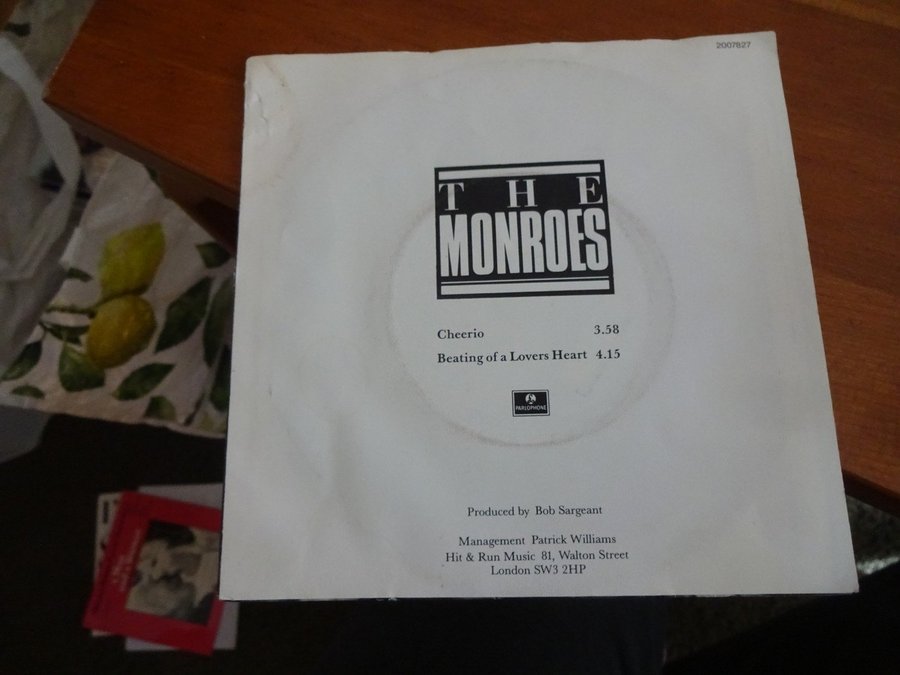 2007827
THE
MONROES
Cheerio 3.58
Beating of a Lovers Heart 4.15
PARLOPHONE
Produced by Bob Sargeant
Management Patrick Williams
Hit & Run Music 81, Walton Street
London SW3 2HP